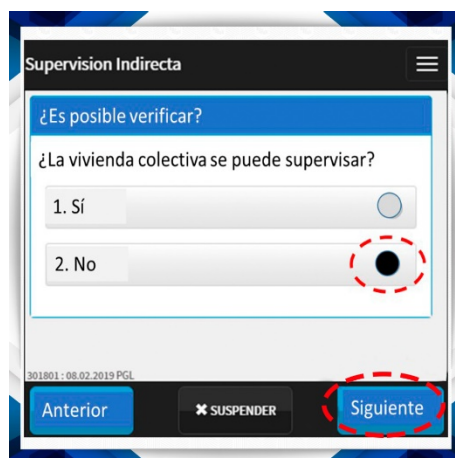 Supervision Indirecta
¿Es posible verificar?
¿La vivienda colectiva se puede supervisar?
1. Sí
2. No
301801 : 08.02.2019 PGL
Anterior
✖ SUSPENDER
Siguiente